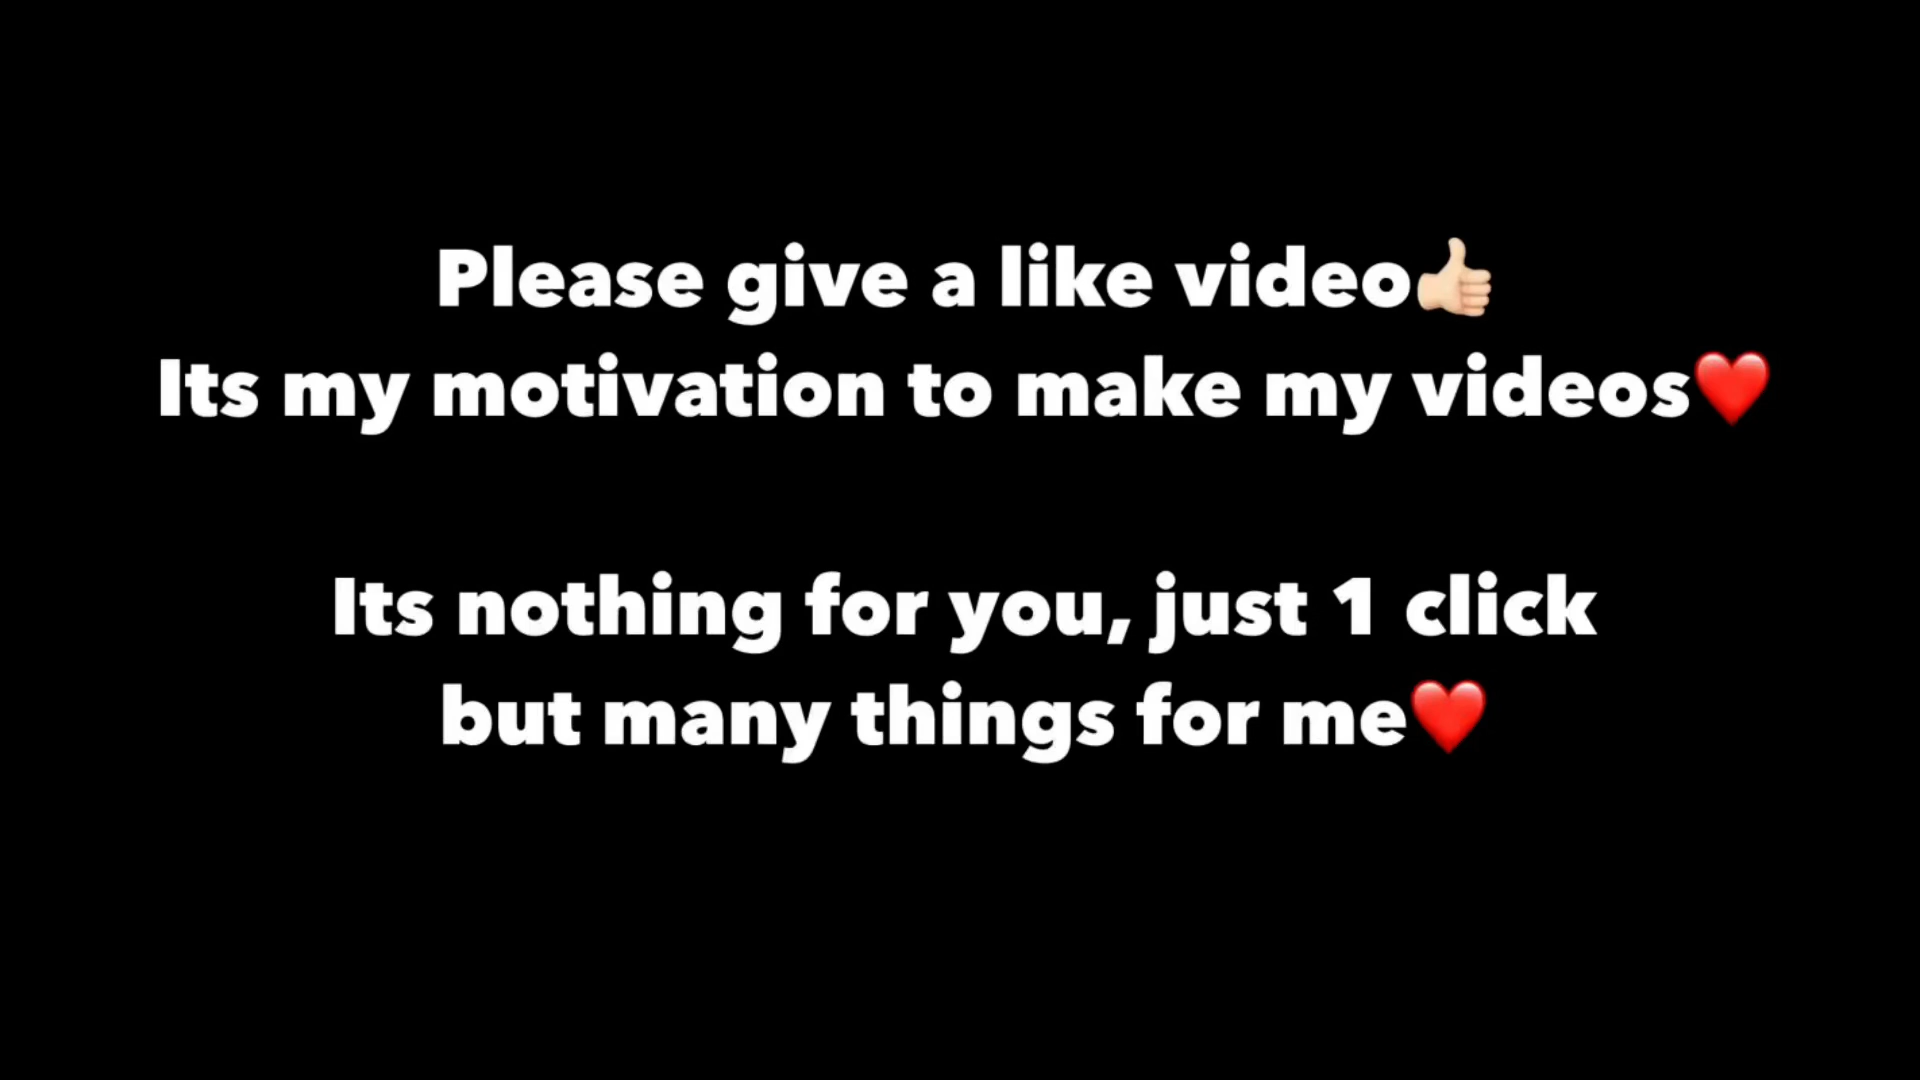 Please give a like video👍🏻
Its my motivation to make my videos❤️
Its nothing for you, just 1 click
but many things for me❤️